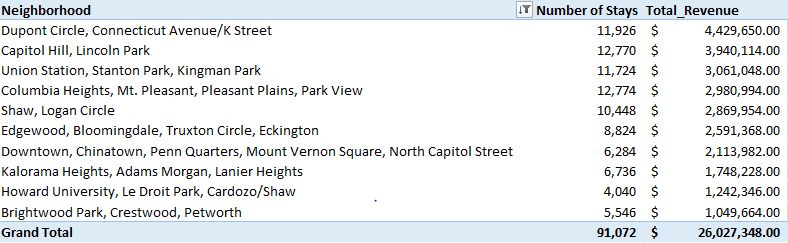 Neighborhood Number of Stays Total_Revenue
Dupont Circle, Connecticut Avenue/K Street 11,926 $ 4,429,650.00
Capitol Hill, Lincoln Park 12,770 $ 3,940,114.00
Union Station, Stanton Park, Kingman Park 11,724 $ 3,061,048.00
Columbia Heights, Mt. Pleasant, Pleasant Plains, Park View 12,774 $ 2,980,994.00
Shaw, Logan Circle 10,448 $ 2,869,954.00
Edgewood, Bloomingdale, Truxton Circle, Eckington 8,824 $ 2,591,368.00
Downtown, Chinatown, Penn Quarters, Mount Vernon Square, North Capitol Street 6,284 $ 2,113,982.00
Kalorama Heights, Adams Morgan, Lanier Heights 6,736 $ 1,748,228.00
Howard University, Le Droit Park, Cardozo/Shaw 4,040 $ 1,242,346.00
Brightwood Park, Crestwood, Petworth 5,546 $ 1,049,664.00
Grand Total 91,072 $ 26,027,348.00